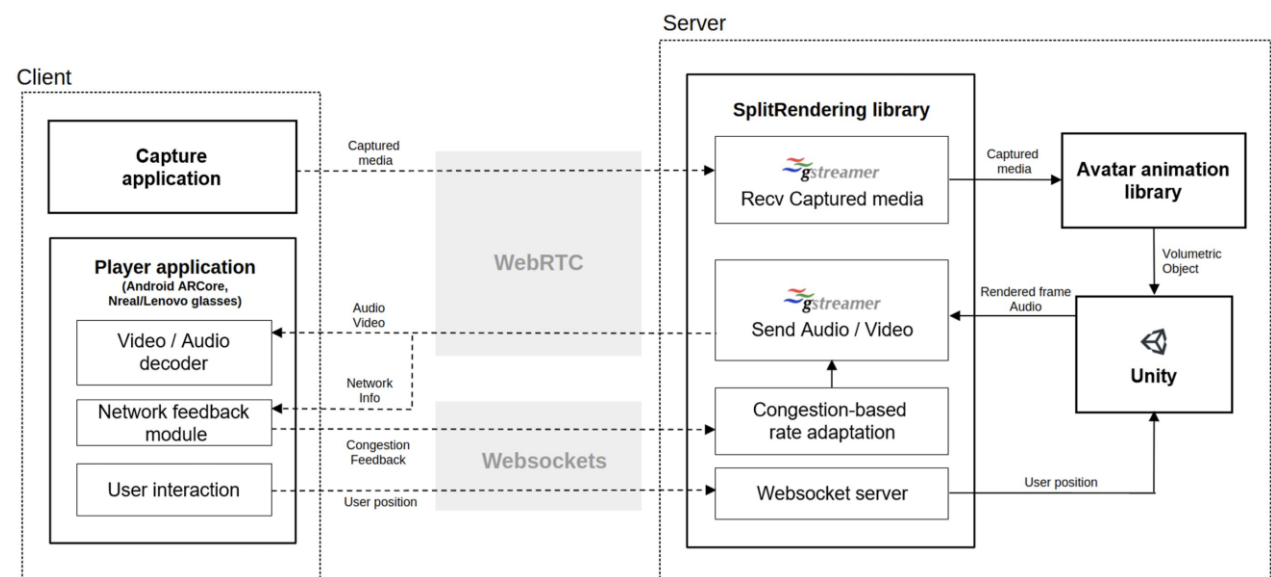 Server
Client
SplitRendering library
Capture
application
Captured
media
gstreamer
Recv Captured media
Captured
media
Avatar animation
library
WebRTC
Volumetric
Object
Player application
(Android ARCore,
Nreal/Lenovo glasses)
Audio
Video
Video / Audio
decoder
gstreamer
Send Audio / Video
Rendered frame
Audio
Unity
Network
Info
Network feedback
module
Congestion
Feedback
Websockets
Congestion-based
rate adaptation
User interaction
User position
Websocket server
User position